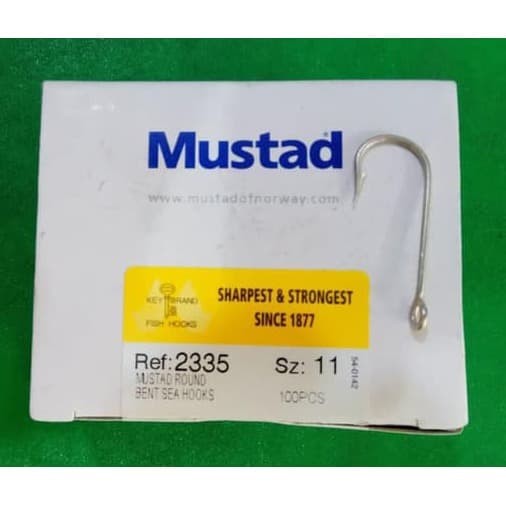 Mustad®
www.mustadofnorway.com
KEY BRAND
FISH HOOKS
SHARPEST & STRONGEST
SINCE 1877
Ref: 2335 Sz: 11
MUSTAD ROUND
BENT SEA HOOKS 100PCS
54-0142